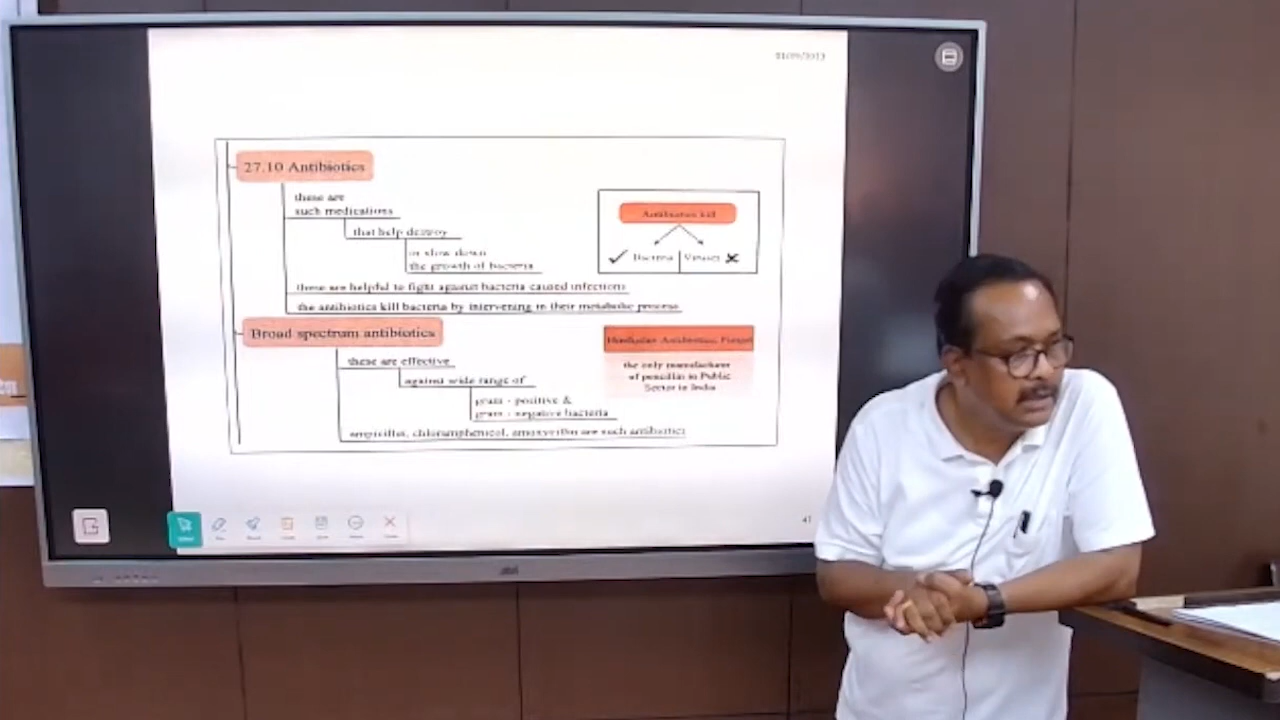 27.10 Antibiotics
these are
such medications
that help destroy
or slow down
the growth of bacteria
these are helpful to fight against bacteria caused infections
the antibiotics kill bacteria by intervening in their metabolic process
Antibiotics kill
Bacteria Viruses
Broad spectrum antibiotics
these are effective
against wide range of
gram - positive &
gram - negative bacteria
ampicillin, chloramphenicol, amoxycillin are such antibiotics
Hindustan Antibiotics, Pimpri
the only manufacturer
of pencillin in Public
Sector in India
41